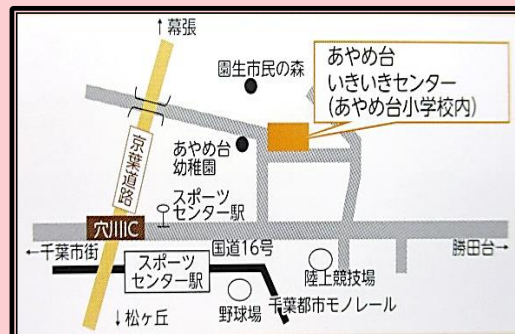 ↑幕張
園生市民の森
あやめ台
いきいきセンター
(あやめ台小学校内)
京葉道路
あやめ台
幼稚園
スポーツ
センター駅
穴川IC
←千葉市街
国道16号
勝田台→
スポーツ
センター駅
陸上競技場
↓松ヶ丘
野球場
千葉都市モノレール